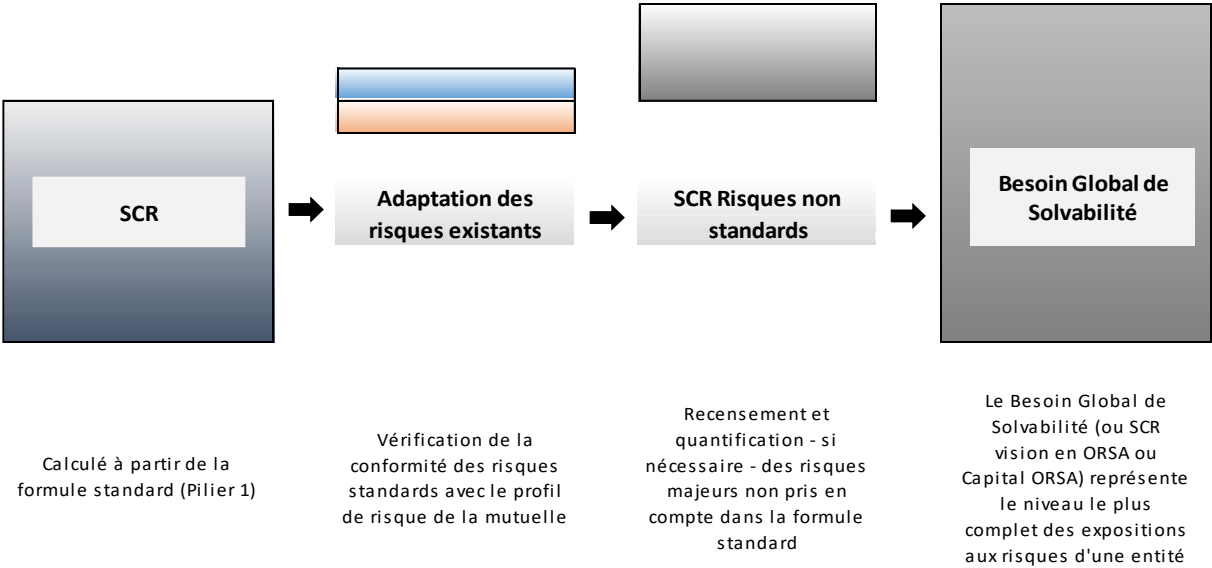 SCR
Adaptation des
risques existants
SCR Risques non
standards
Besoin Global de
Solvabilité
Calculé à partir de la
formule standard (Pilier 1)
Vérification de la
conformité des risques
standards avec le profil
de risque de la mutuelle
Recensement et
quantification - si
nécessaire - des risques
majeurs non pris en
compte dans la formule
standard
Le Besoin Global de
Solvabilité (ou SCR
vision en ORSA ou
Capital ORSA) représente
le niveau le plus
complet des expositions
aux risques d'une entité